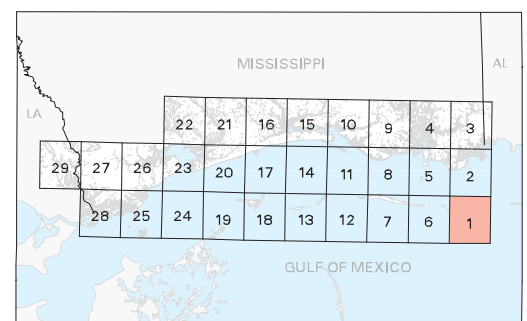 MISSISSIPPI
AL
LA
22 21 16 15 10 9 4 3
29 27 26 23 20 17 14 11 8 5 2
28 25 24 19 18 13 12 7 6 1
GULF OF MEXICO